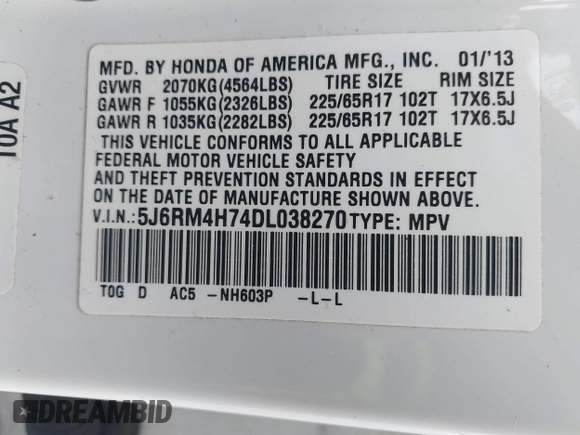 MFD. BY HONDA OF AMERICA MFG., INC. 01/'13
GVWR 2070KG(4564LBS) TIRE SIZE RIM SIZE
GAWR F 1055KG(2326LBS) 225/65R17 102T 17X6.5J
GAWR R 1035KG(2282LBS) 225/65R17 102T 17X6.5J
THIS VEHICLE CONFORMS TO ALL APPLICABLE
FEDERAL MOTOR VEHICLE SAFETY
AND THEFT PREVENTION STANDARDS IN EFFECT
ON THE DATE OF MANUFACTURE SHOWN ABOVE.
V.I.N.:5J6RM4H74DL038270 TYPE: MPV
TOG D AC5 -NH603P -L-L
T0A A2
DREAMBID